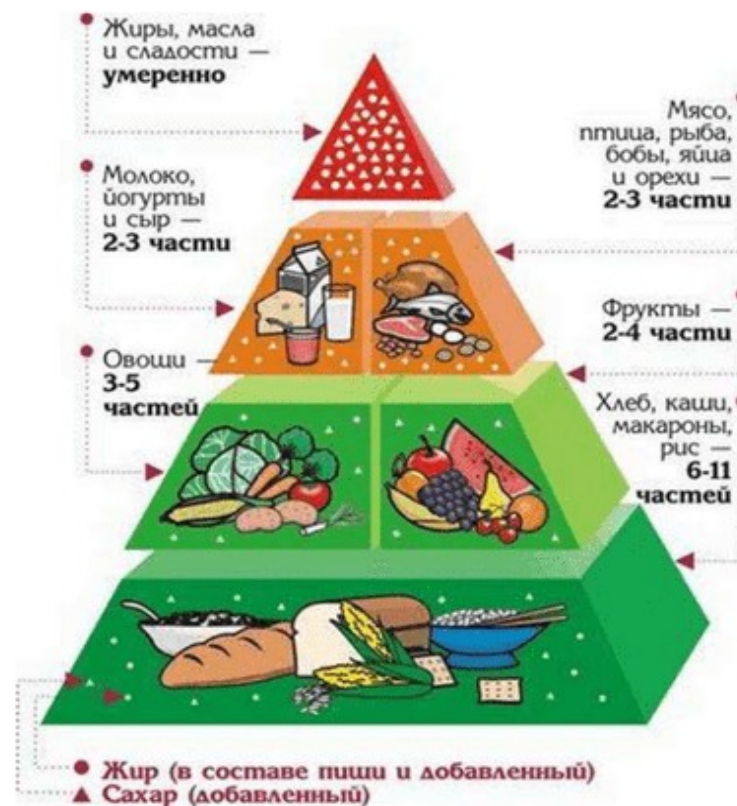 Жиры, масла
и сладости —
умеренно
Мясо,
птица, рыба,
бобы, яйца
и орехи —
2-3 части
Молоко,
йогурты
и сыр —
2-3 части
Фрукты —
2-4 части
Овощи —
3-5
частей
Хлеб, каши,
макароны,
рис —
6-11
частей
Жир (в составе пищи и добавленный)
Сахар (добавленный)